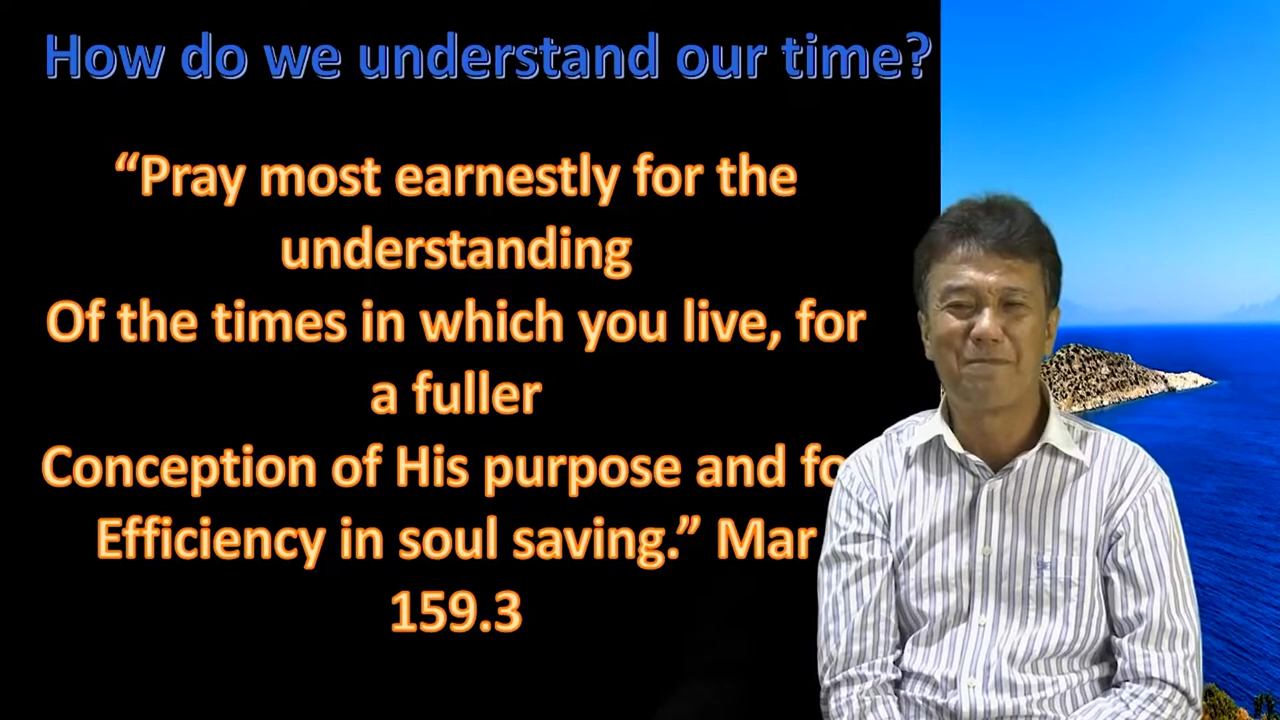 How do we understand our time?
“Pray most earnestly for the
understanding
Of the times in which you live, for
a fuller
Conception of His purpose and fo
Efficiency in soul saving.” Mar
159.3